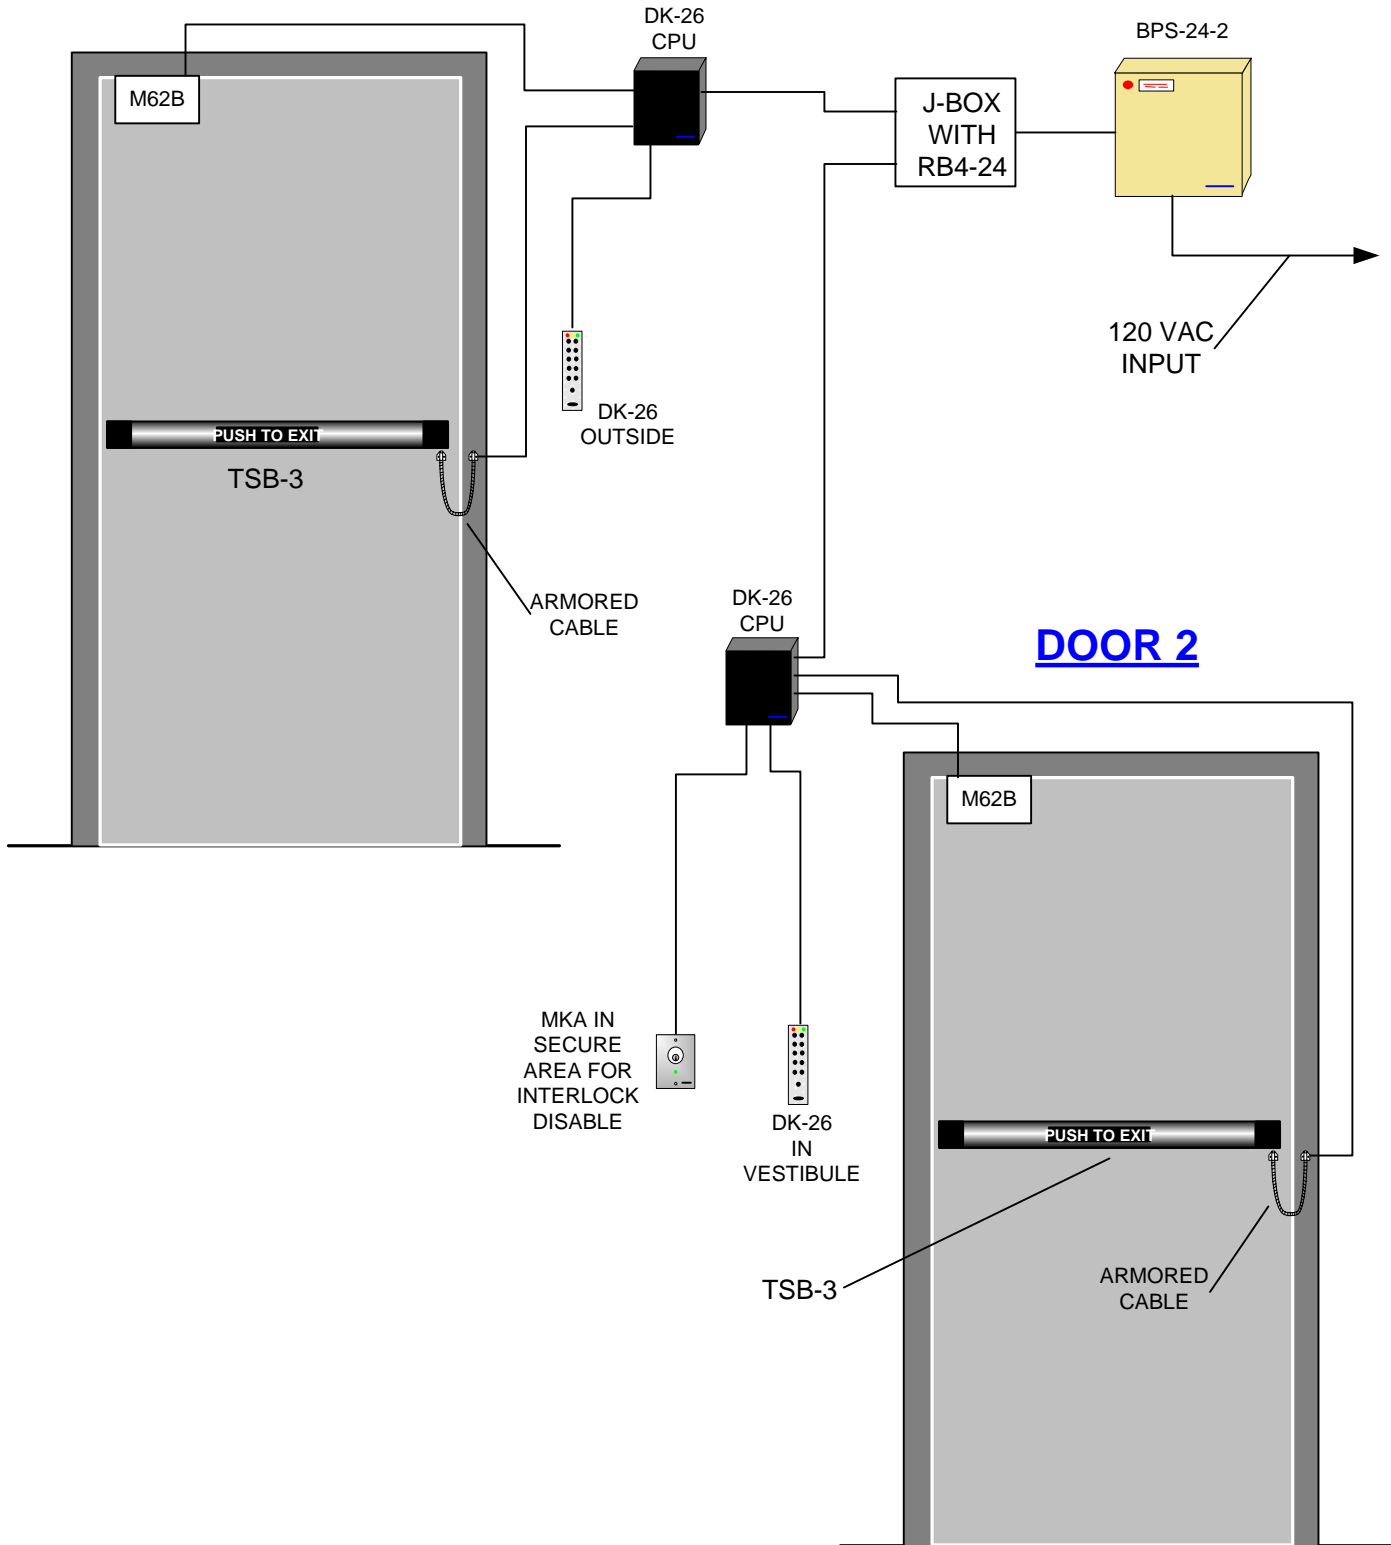 DK-26
CPU
BPS-24-2
M62B
J-BOX
WITH
RB4-24
120 VAC
INPUT
DK-26
OUTSIDE
PUSH TO EXIT
TSB-3
ARMORED
CABLE
DK-26
CPU
DOOR 2
M62B
MKA IN
SECURE
AREA FOR
INTERLOCK
DISABLE
DK-26
IN
VESTIBULE
PUSH TO EXIT
TSB-3
ARMORED
CABLE